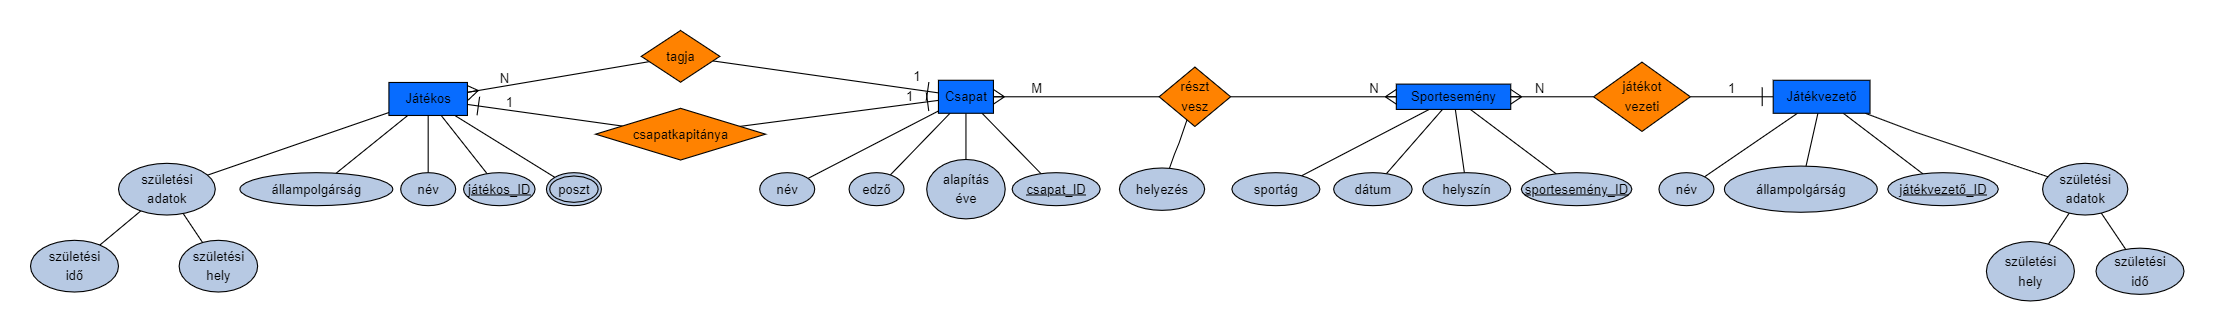 tagja
N
1
Játékos
1
1
csapatkapitánya
Csapat
M
részt
vesz
N
Sportesemény
N
játékot
vezeti
1
Játékvezető
születési
adatok
állampolgárság
név
játékos_ID
poszt
név
edző
alapítás
éve
csapat_ID
helyezés
sportág
dátum
helyszín
sportesemény_ID
név
állampolgárság
játékvezető_ID
születési
adatok
születési
idő
születési
hely
születési
hely
születési
idő